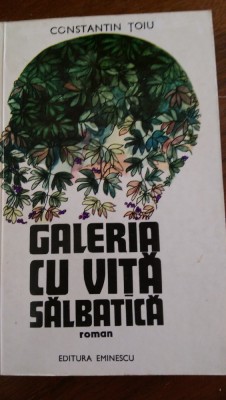 CONSTANTIN ȚOIU
GALERIA
CU VIȚĂ
SĂLBATICĂ
roman
EDITURA EMINESCU